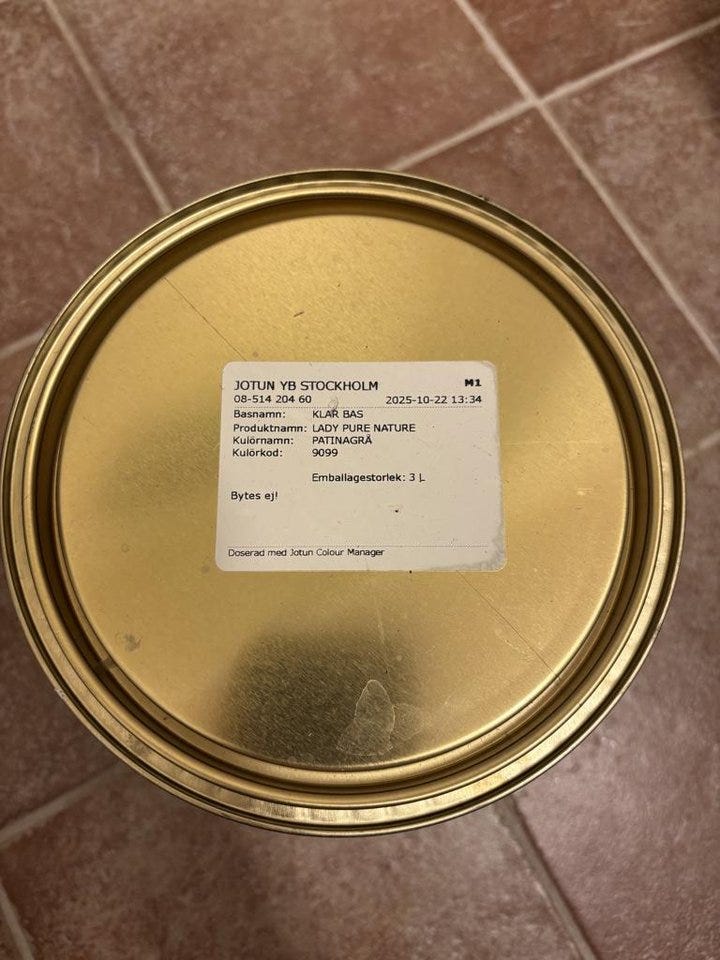 JOTUN YB STOCKHOLM M1
08-514 204 60 2025-10-22 13:34
Basnamn: KLAR BAS
Produktnamn: LADY PURE NATURE
Kulörnamn: PATINAGRÅ
Kulörkod: 9099
Emballagestorlek: 3 L
Bytes ej!
Doserad med Jotun Colour Manager